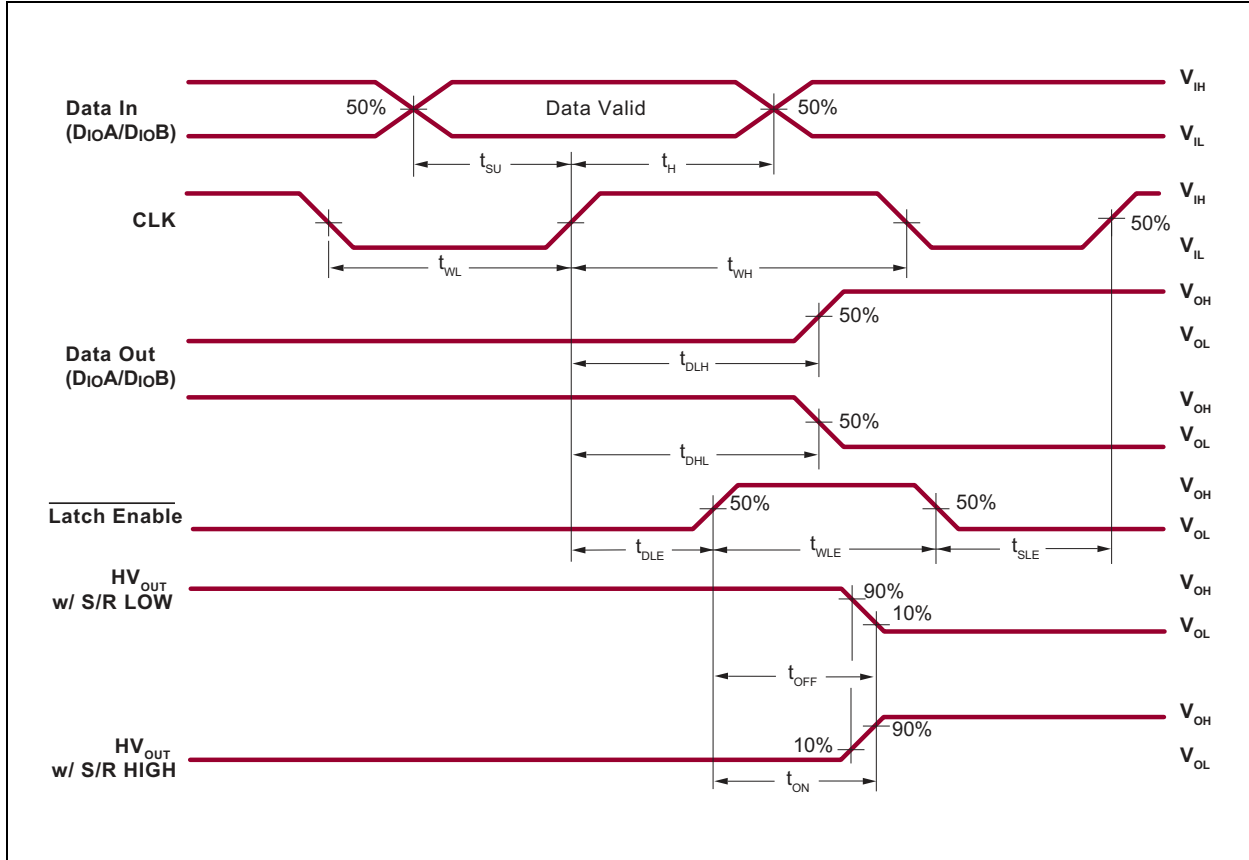 Data In
(DIOA/DIOB)
50%
Data Valid
50%
VIH
VIL
tSU
tH
CLK
VIH
50%
VIL
tWL
tWH
Data Out
(DIOA/DIOB)
50%
VOH
VOL
tDLH
50%
VOH
VOL
tDHL
Latch Enable
50%
50%
VOH
VOL
tDLE
tWLE
tSLE
HVOUT
w/ S/R LOW
90%
10%
VOH
VOL
tOFF
HVOUT
w/ S/R HIGH
10%
90%
VOH
VOL
tON